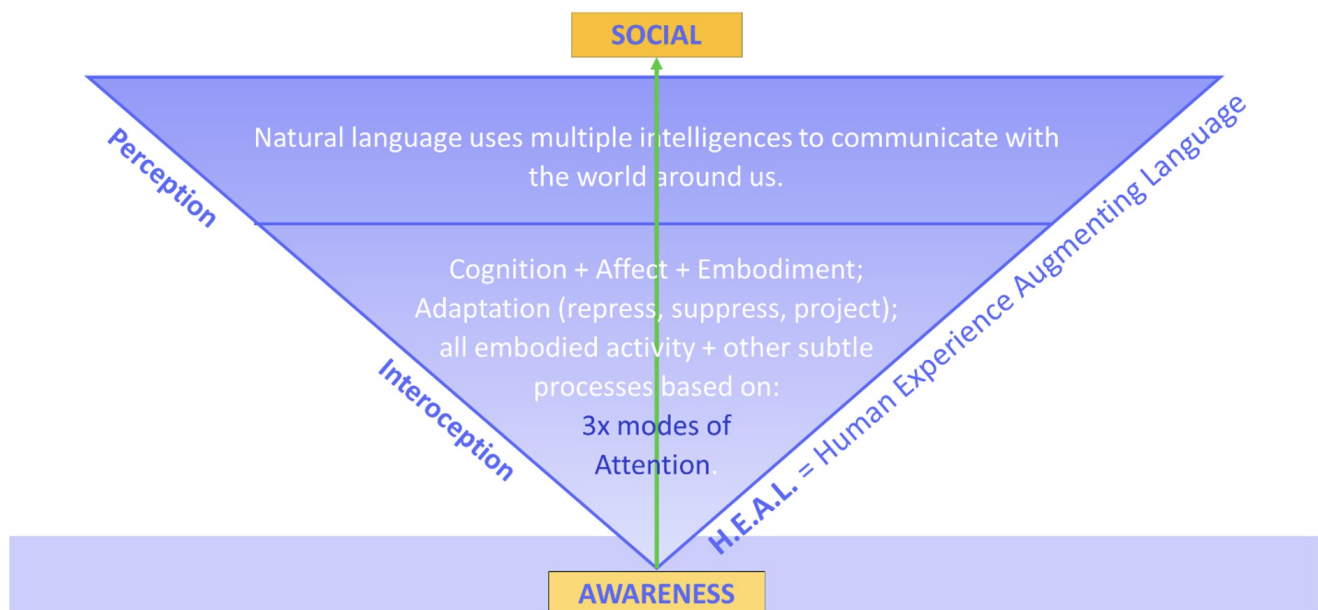 SOCIAL
Natural language uses multiple intelligences to communicate with
the world around us.
Perception
Cognition + Affect + Embodiment;
Adaptation (repress, suppress, project);
all embodied activity + other subtle
processes based on:
3x modes of
Attention.
Interoception
H.E.A.L. = Human Experience Augmenting Language
AWARENESS